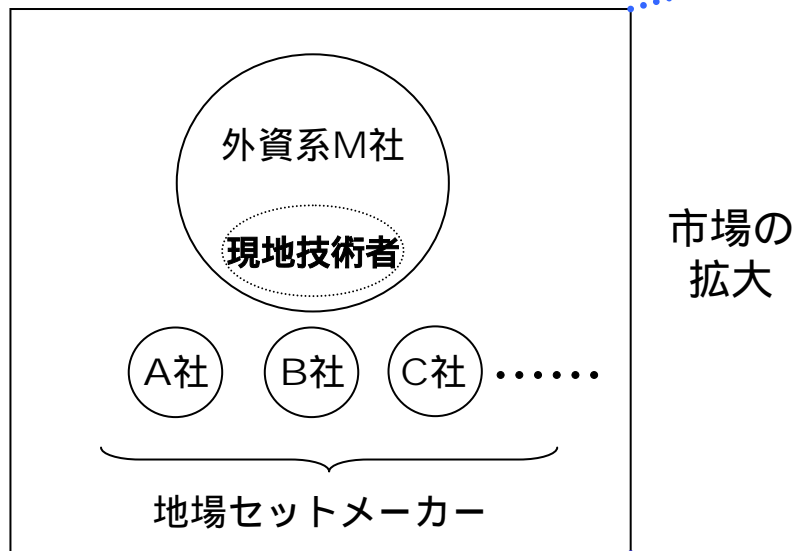 外資系M社
現地技術者
市場の
拡大
A社 B社 C社 ・・・・・・
地場セットメーカー